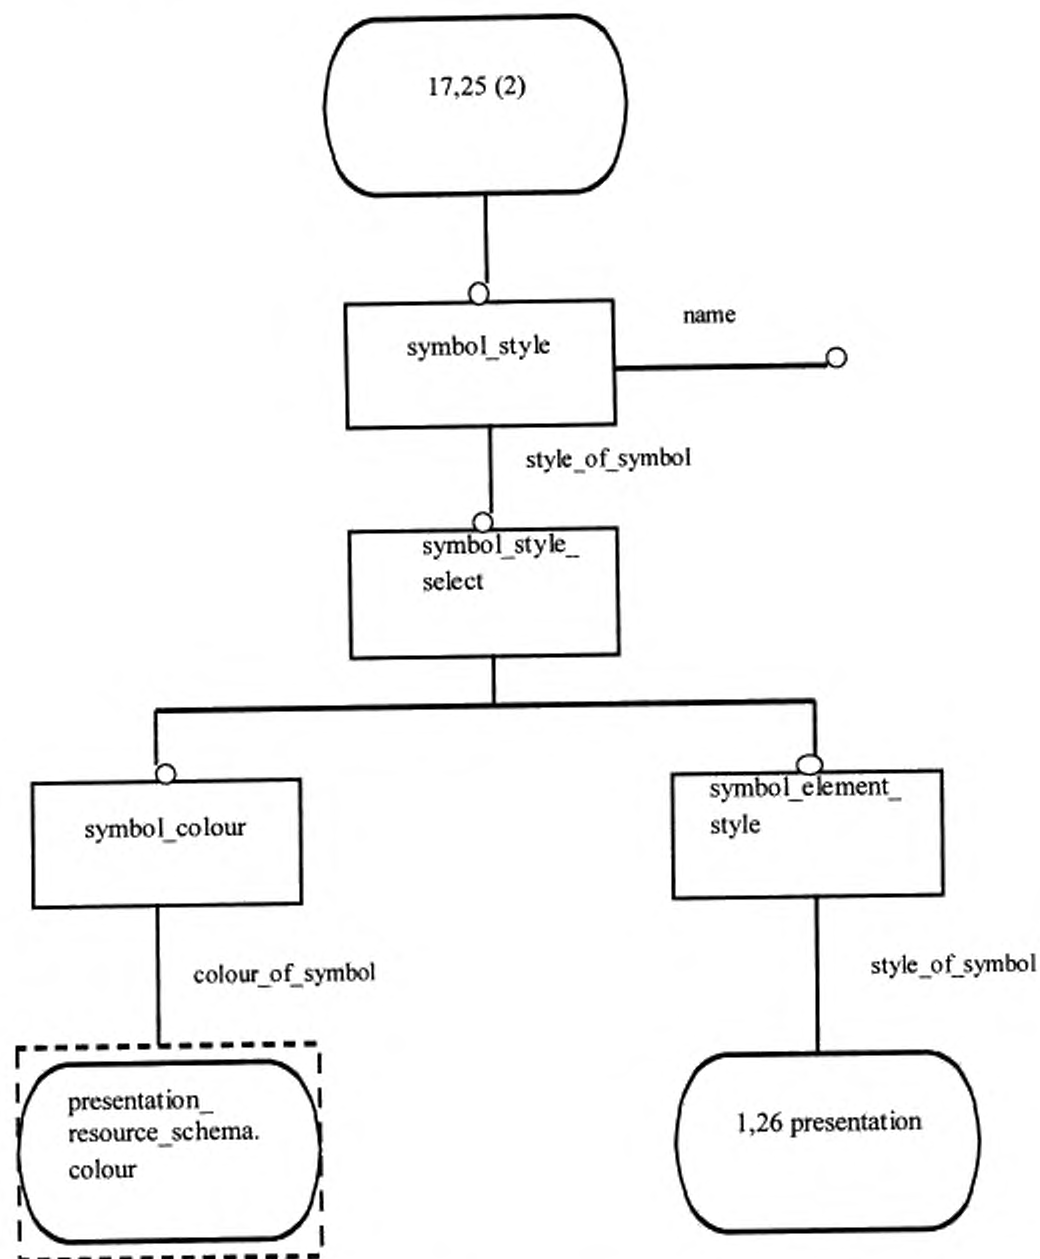 17,25 (2)
name
symbol_style
style_of_symbol
symbol_style_
select
symbol_colour
symbol_element_
style
colour_of_symbol
style_of_symbol
presentation_
resource_schema.
colour
1,26 presentation